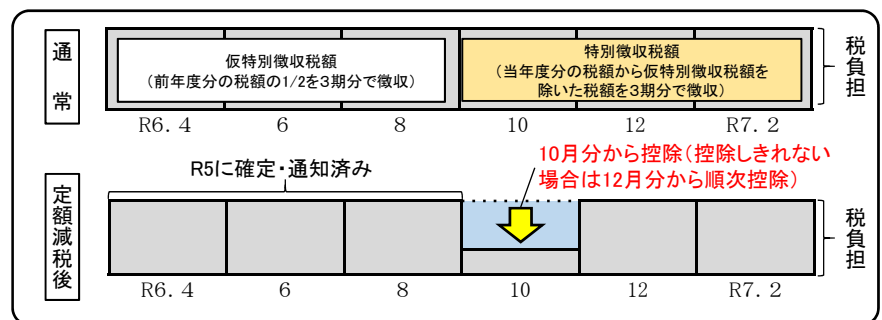 通常
仮特別徴収税額
(前年度分の税額の1/2を3期分で徴収)
特別徴収税額
(当年度分の税額から仮特別徴収税額を
除いた税額を3期分で徴収)
税負担
R6.4 6 8 10 12 R7.2
R5に確定・通知済み
10月分から控除(控除しきれない
場合は12月分から順次控除)
定額減税後
税負担
R6.4 6 8 10 12 R7.2